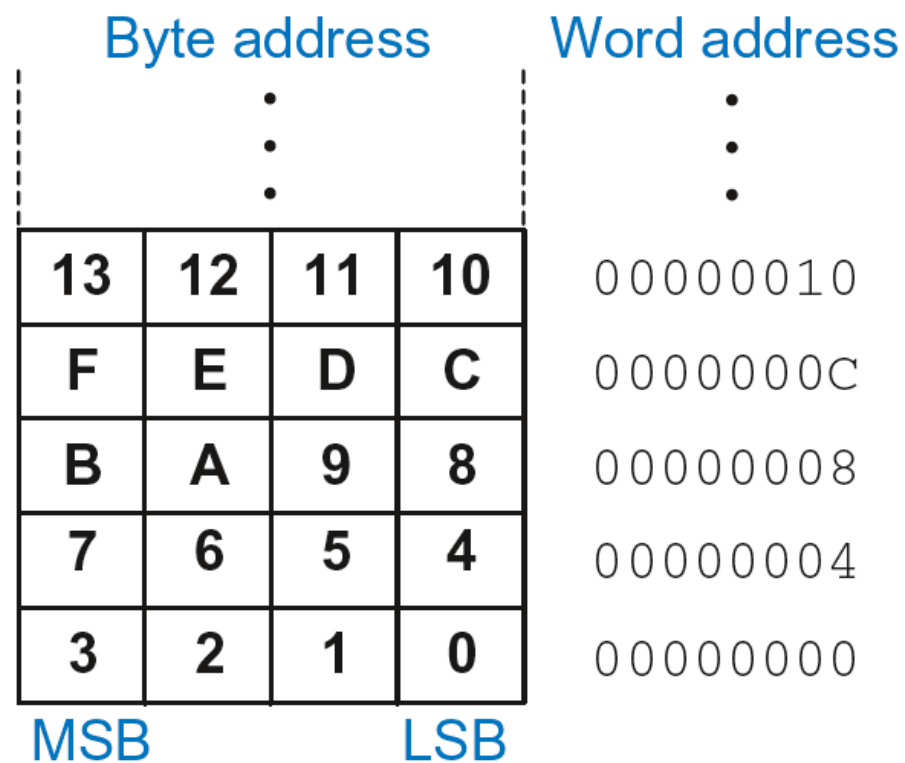 Byte address Word address
13 12 11 10 00000010
F E D C 0000000C
B A 9 8 00000008
7 6 5 4 00000004
3 2 1 0 00000000
MSB LSB